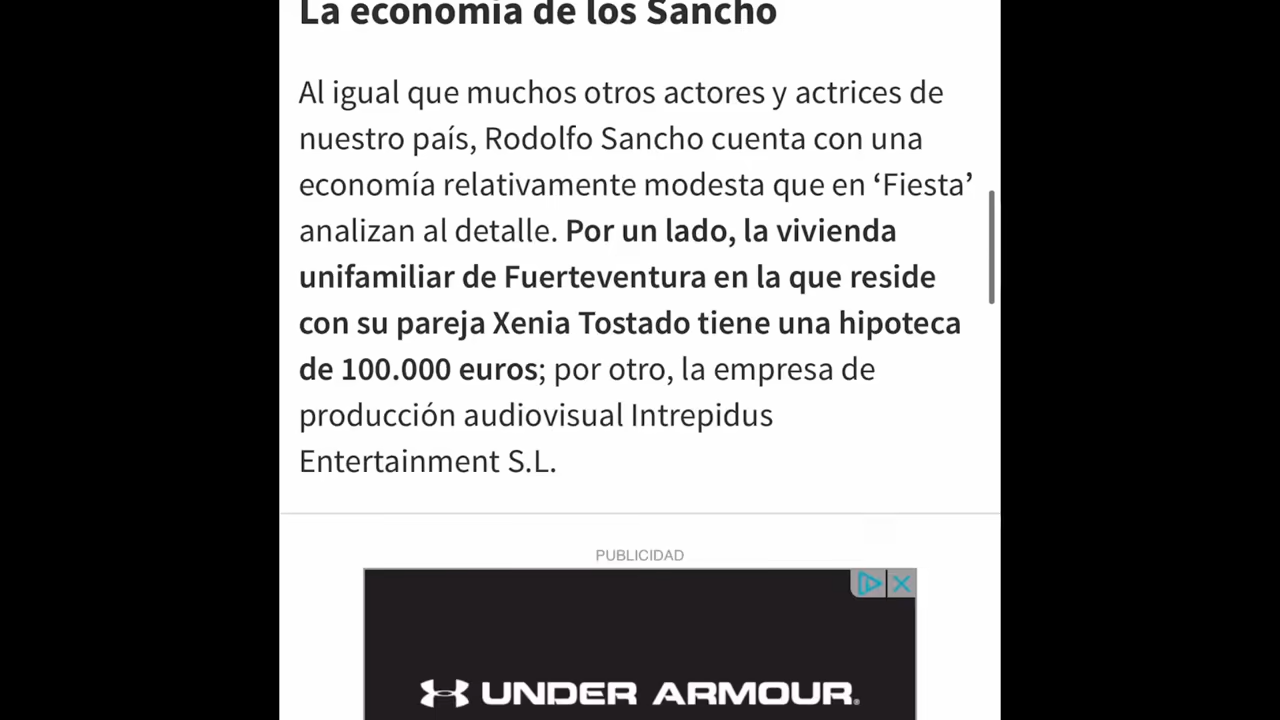 La economía de los Sancho
Al igual que muchos otros actores y actrices de
nuestro país, Rodolfo Sancho cuenta con una
economía relativamente modesta que en ‘Fiesta’
analizan al detalle. Por un lado, la vivienda
unifamiliar de Fuerteventura en la que reside
con su pareja Xenia Tostado tiene una hipoteca
de 100.000 euros; por otro, la empresa de
producción audiovisual Intrepidus
Entertainment S.L.
PUBLICIDAD
UNDER ARMOUR®